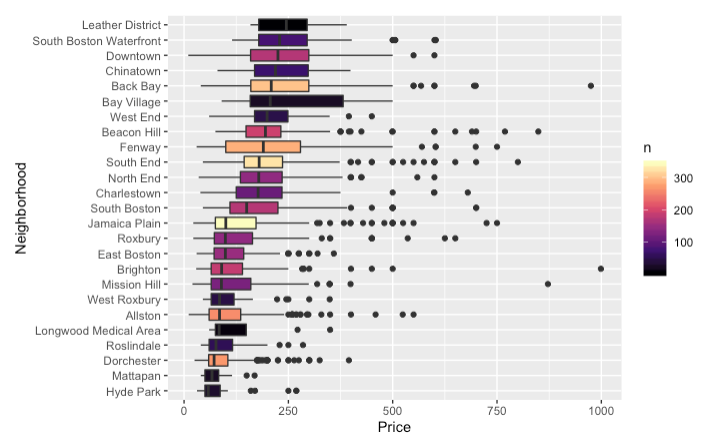 Leather District
South Boston Waterfront
Downtown
Chinatown
Back Bay
Bay Village
West End
Beacon Hill
Fenway
South End
North End
Charlestown
South Boston
Jamaica Plain
Roxbury
East Boston
Brighton
Mission Hill
West Roxbury
Allston
Longwood Medical Area
Roslindale
Dorchester
Mattapan
Hyde Park
Neighborhood
0 250 500 750 1000
Price
n
300
200
100